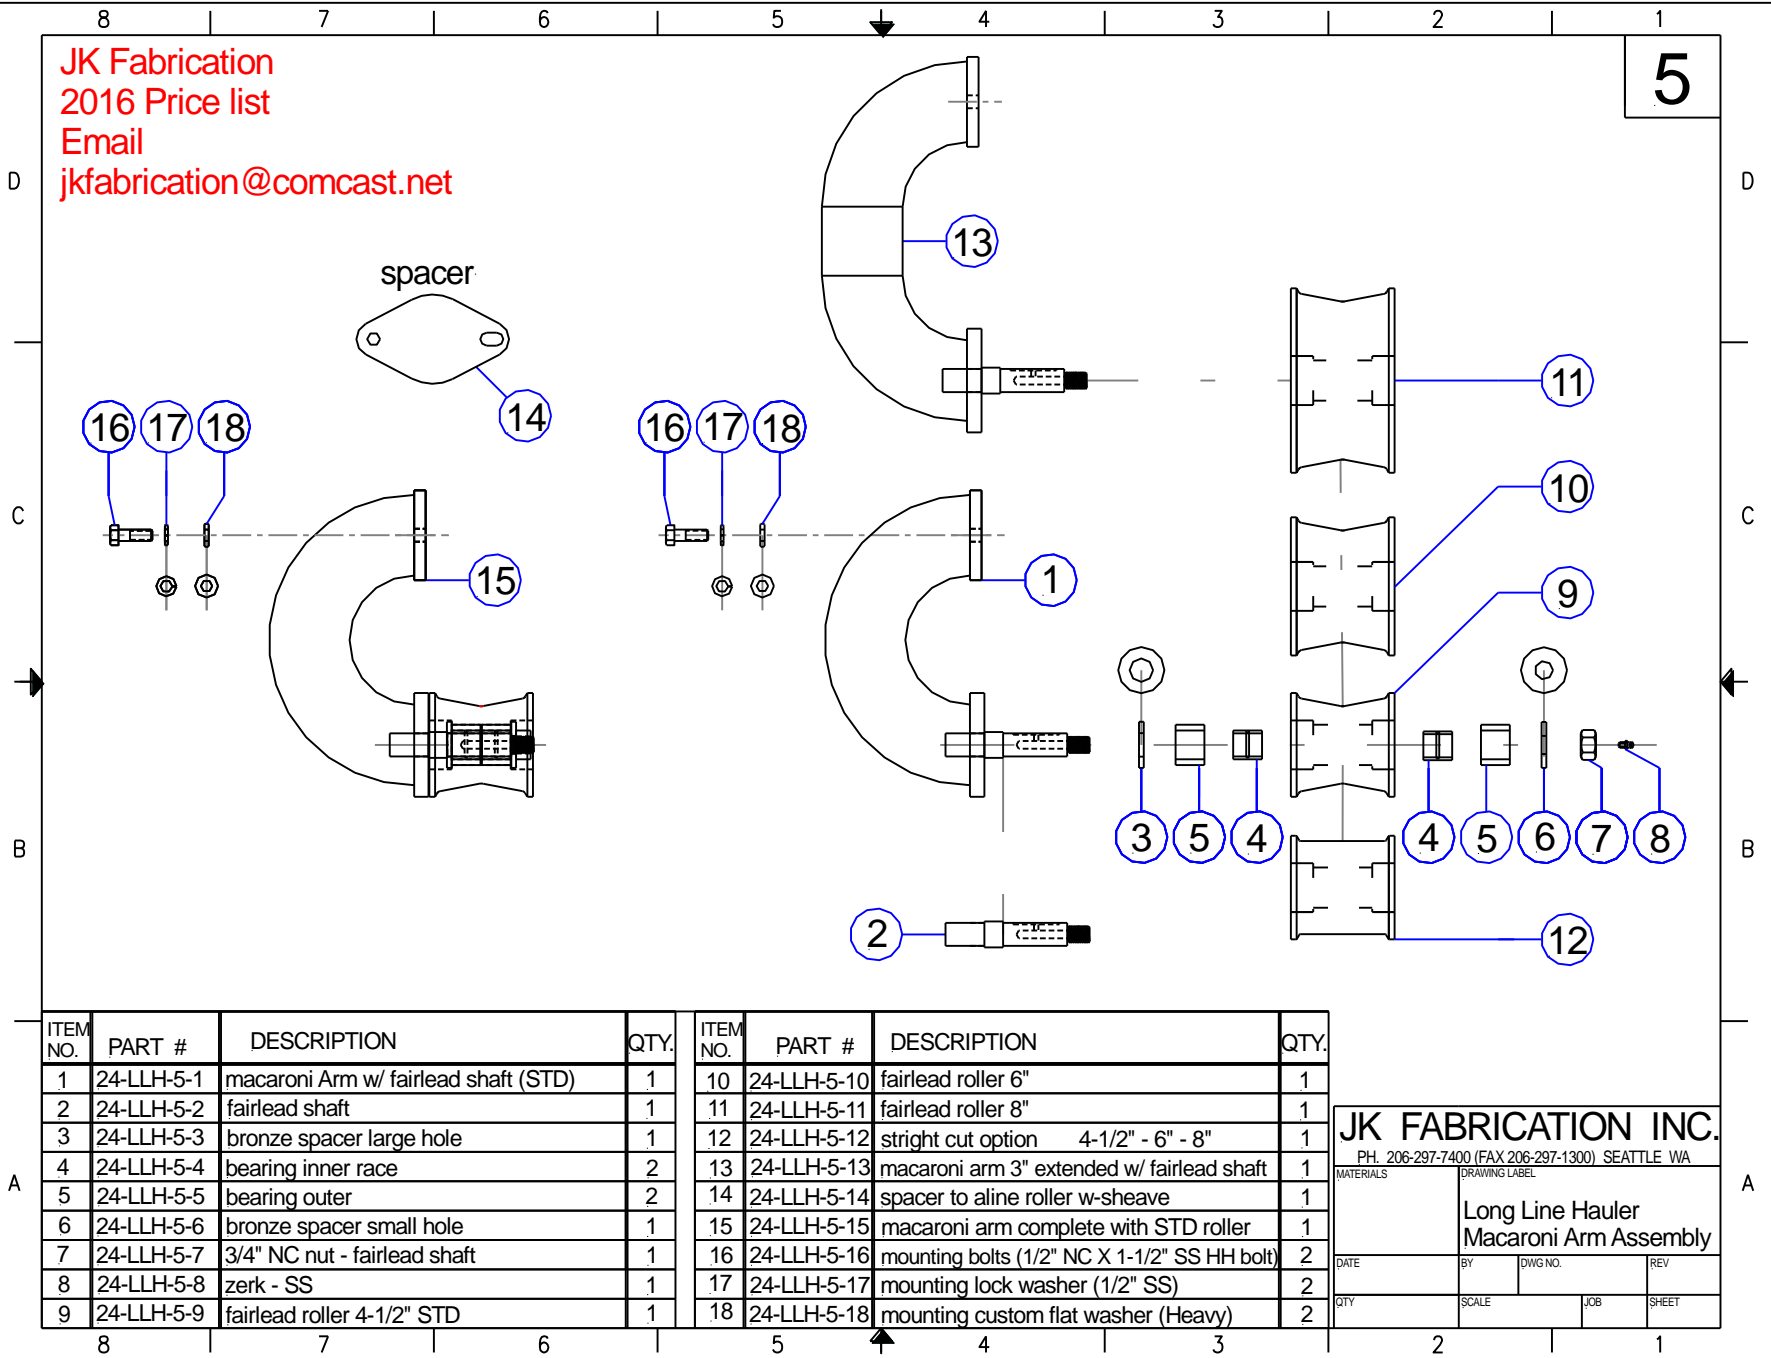 8 7 6 5 4 3 2 1
JK Fabrication
2016 Price list
Email
jkfabrication@comcast.net
5
D D
13
spacer
14
11
16 17 18
16 17 18
10
C C
15
1
9
3 5 4
4 5 6 7 8
B B
2
12
ITEM NO. PART # DESCRIPTION QTY.
1 24-LLH-5-1 macaroni Arm w/ fairlead shaft (STD) 1
2 24-LLH-5-2 fairlead shaft 1
3 24-LLH-5-3 bronze spacer large hole 1
4 24-LLH-5-4 bearing inner race 2
5 24-LLH-5-5 bearing outer 2
6 24-LLH-5-6 bronze spacer small hole 1
7 24-LLH-5-7 3/4" NC nut - fairlead shaft 1
8 24-LLH-5-8 zerk - SS 1
9 24-LLH-5-9 fairlead roller 4-1/2" STD 1
ITEM NO. PART # DESCRIPTION QTY.
10 24-LLH-5-10 fairlead roller 6" 1
11 24-LLH-5-11 fairlead roller 8" 1
12 24-LLH-5-12 stright cut option 4-1/2" - 6" - 8" 1
13 24-LLH-5-13 macaroni arm 3" extended w/ fairlead shaft 1
14 24-LLH-5-14 spacer to aline roller w-sheave 1
15 24-LLH-5-15 macaroni arm complete with STD roller 1
16 24-LLH-5-16 mounting bolts (1/2" NC X 1-1/2" SS HH bolt) 2
17 24-LLH-5-17 mounting lock washer (1/2" SS) 2
18 24-LLH-5-18 mounting custom flat washer (Heavy) 2
A A
JK FABRICATION INC.
PH. 206-297-7400 (FAX 206-297-1300) SEATTLE WA
MATERIALS DRAWING LABEL
Long Line Hauler
Macaroni Arm Assembly
DATE BY DWG NO. REV
QTY SCALE JOB SHEET
8 7 6 5 4 3 2 1